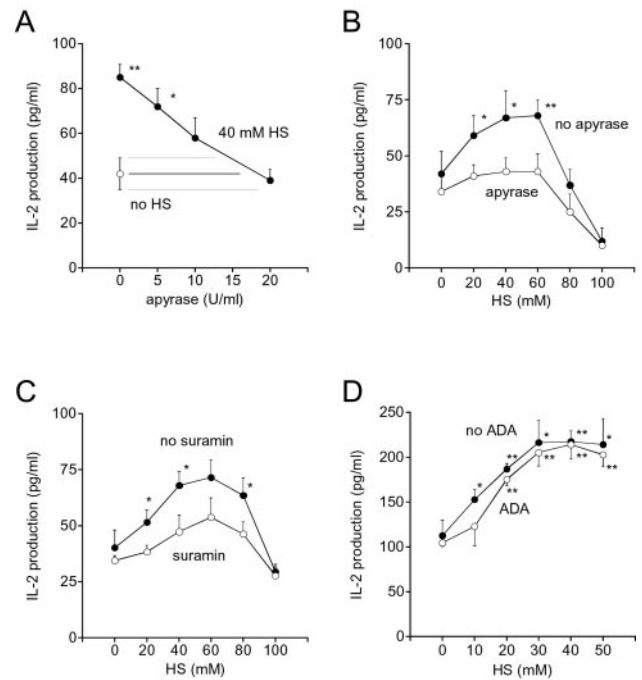 A
IL-2 production (pg/ml)
100
80
60
40
20
0
**
*
40 mM HS
no HS
0 5 10 15 20
apyrase (U/ml)
B
IL-2 production (pg/ml)
100
75
50
25
0
* * **
no apyrase
apyrase
0 20 40 60 80 100
HS (mM)
C
IL-2 production (pg/ml)
100
75
50
25
0
no suramin
* * *
suramin
0 20 40 60 80 100
HS (mM)
D
IL-2 production (pg/ml)
250
200
150
100
50
0
no ADA
* ** * ** *
** ** ** **
ADA
0 10 20 30 40 50
HS (mM)